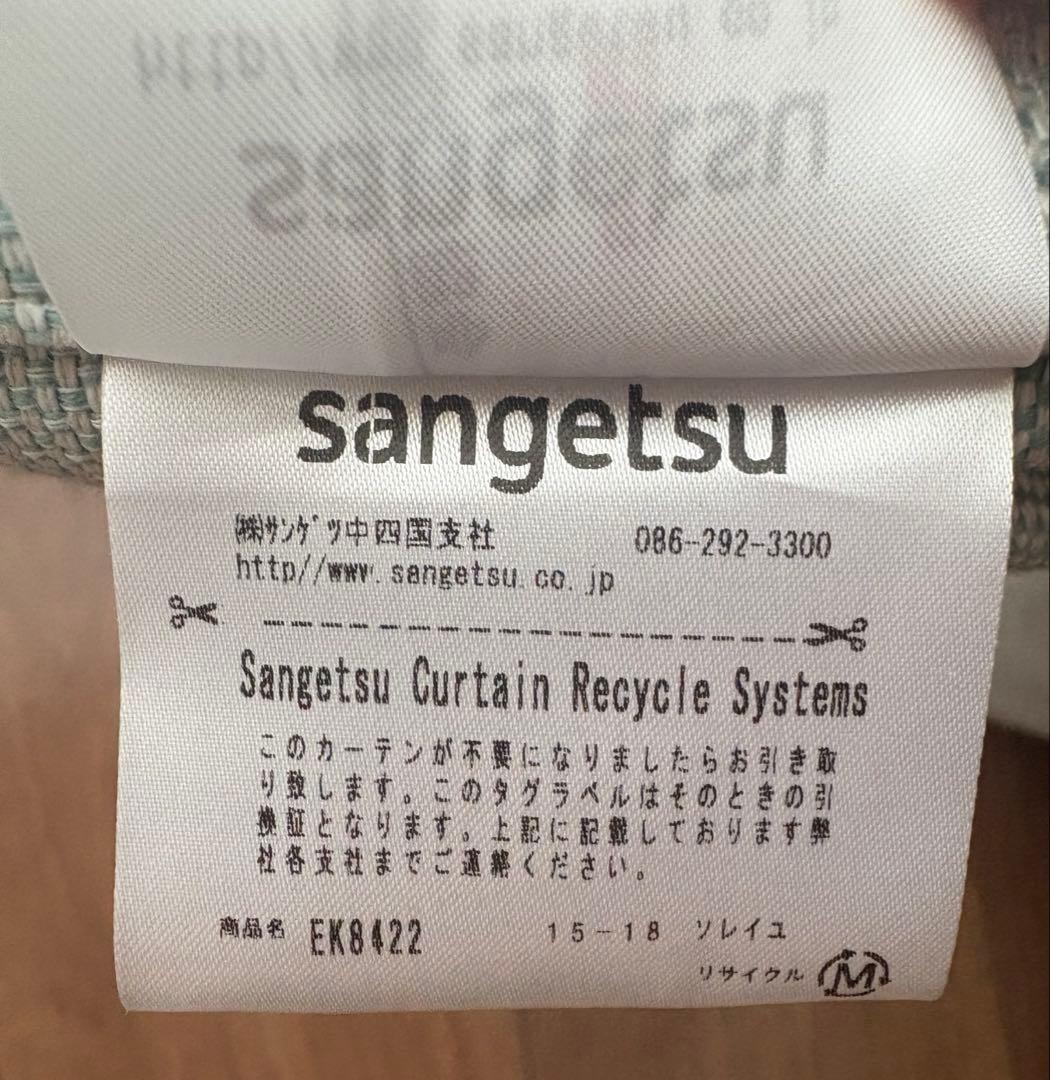 sangetsu
㈱サンゲツ中四国支社 086-292-3300
http//www.sangetsu.co.jp
Sangetsu Curtain Recycle Systems
このカーテンが不要になりましたらお引き取
り致します。このタグラベルはそのときの引
換証となります。上記に記載しております弊
社各支社までご連絡ください。
商品名 EK8422 15-18 ソレイユ
リサイクル M